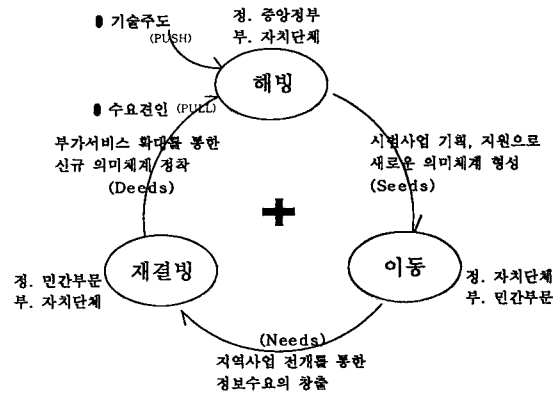 ● 기술주도
(PUSH)
정. 중앙정부
부. 자치단체
해빙
● 수요견인 (PULL)
부가서비스 확대를 통한
신규 의미체계 정착
(Deeds)
시범사업 기획, 지원으로
새로운 의미체계 형성
(Seeds)
+
재결빙
정. 민간부문
부. 자치단체
이동
정. 자치단체
부. 민간부문
(Needs)
지역사업 전개를 통한
정보수요의 창출